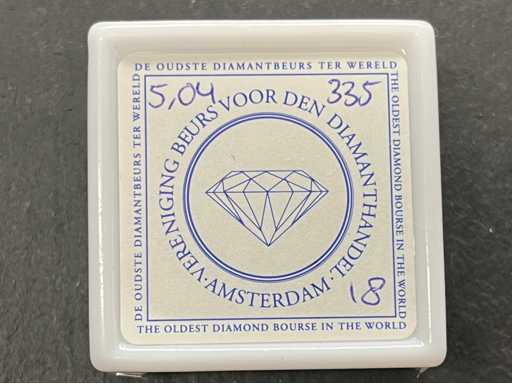 DE OUDSTE DIAMANTBEURS TER WERELD
DE OUDSTE DIAMANTBEURS TER WERELD
THE OLDEST DIAMOND BOURSE IN THE WORLD
THE OLDEST DIAMOND BOURSE IN THE WORLD
5,04
335
VERENIGING BEURS VOOR DEN DIAMANTHANDEL · AMSTERDAM ·
18